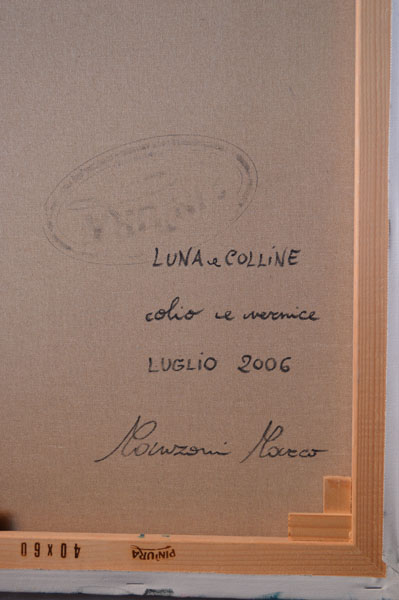 LUNA e COLLINE
olio e vernice
LUGLIO 2006
Manzoni Marco
40x60
PINTURA